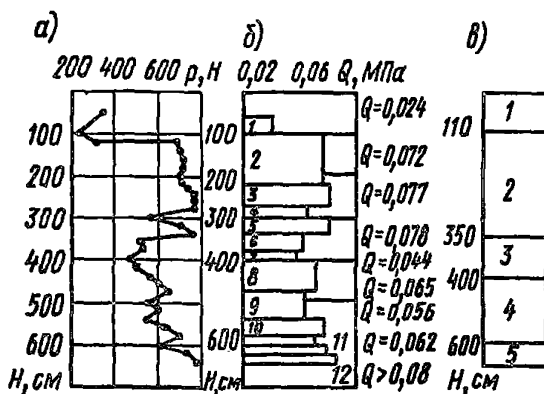 а) б) в)
200 400 600 р, Н 0,02 0,06 Q, МПа
Q=0,024
100 1 100 110 1
2 Q=0,072
200 200 2
3 Q=0,077
300 4 300
5 Q=0,078 350
6 3
400 7 400 Q=0,044 400
8 Q=0,065
500 9 Q=0,056 4
10
600 600 11 Q=0,062 600
5
Н, см Н, см 12 Q>0,08 Н, см